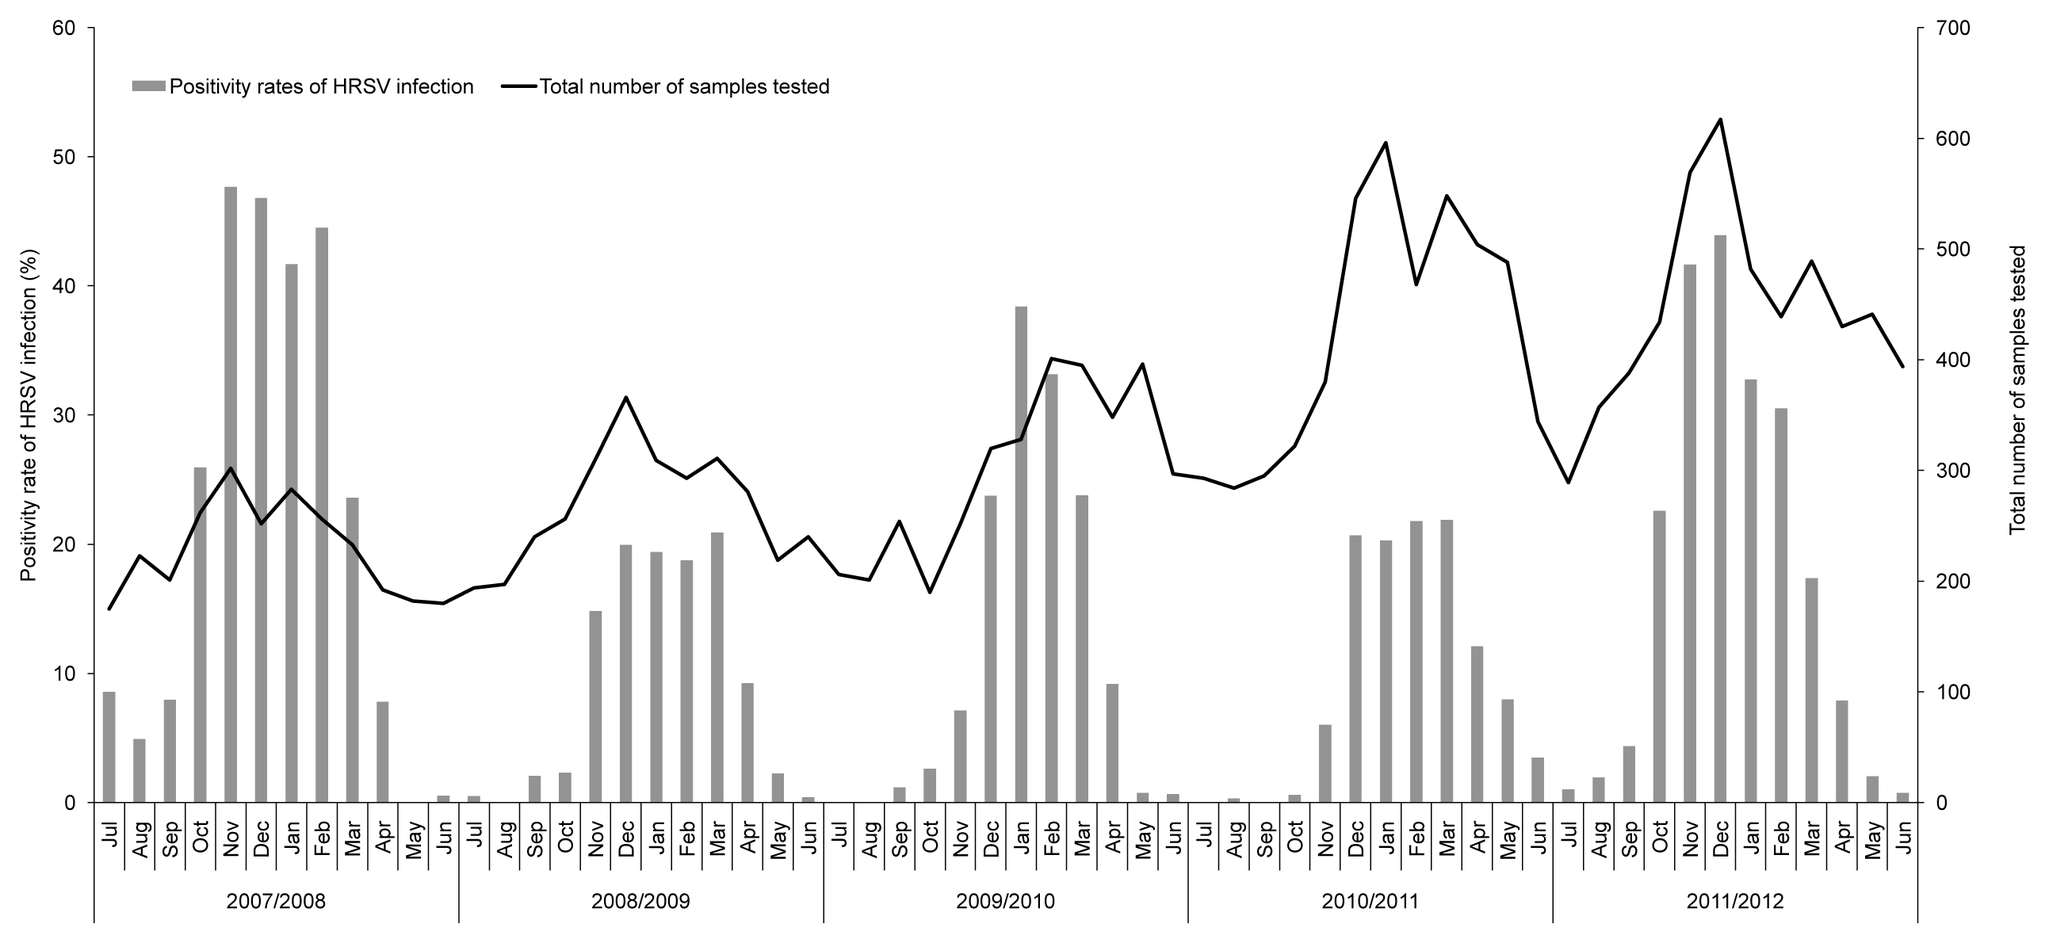 60
50
40
30
20
10
0
Positivity rate of HRSV infection (%)
Positivity rates of HRSV infection
Total number of samples tested
700
600
500
400
300
200
100
0
Total number of samples tested
Jul Aug Sep Oct Nov Dec Jan Feb Mar Apr May Jun Jul Aug Sep Oct Nov Dec Jan Feb Mar Apr May Jun Jul Aug Sep Oct Nov Dec Jan Feb Mar Apr May Jun Jul Aug Sep Oct Nov Dec Jan Feb Mar Apr May Jun Jul Aug Sep Oct Nov Dec Jan Feb Mar Apr May Jun
2007/2008 2008/2009 2009/2010 2010/2011 2011/2012